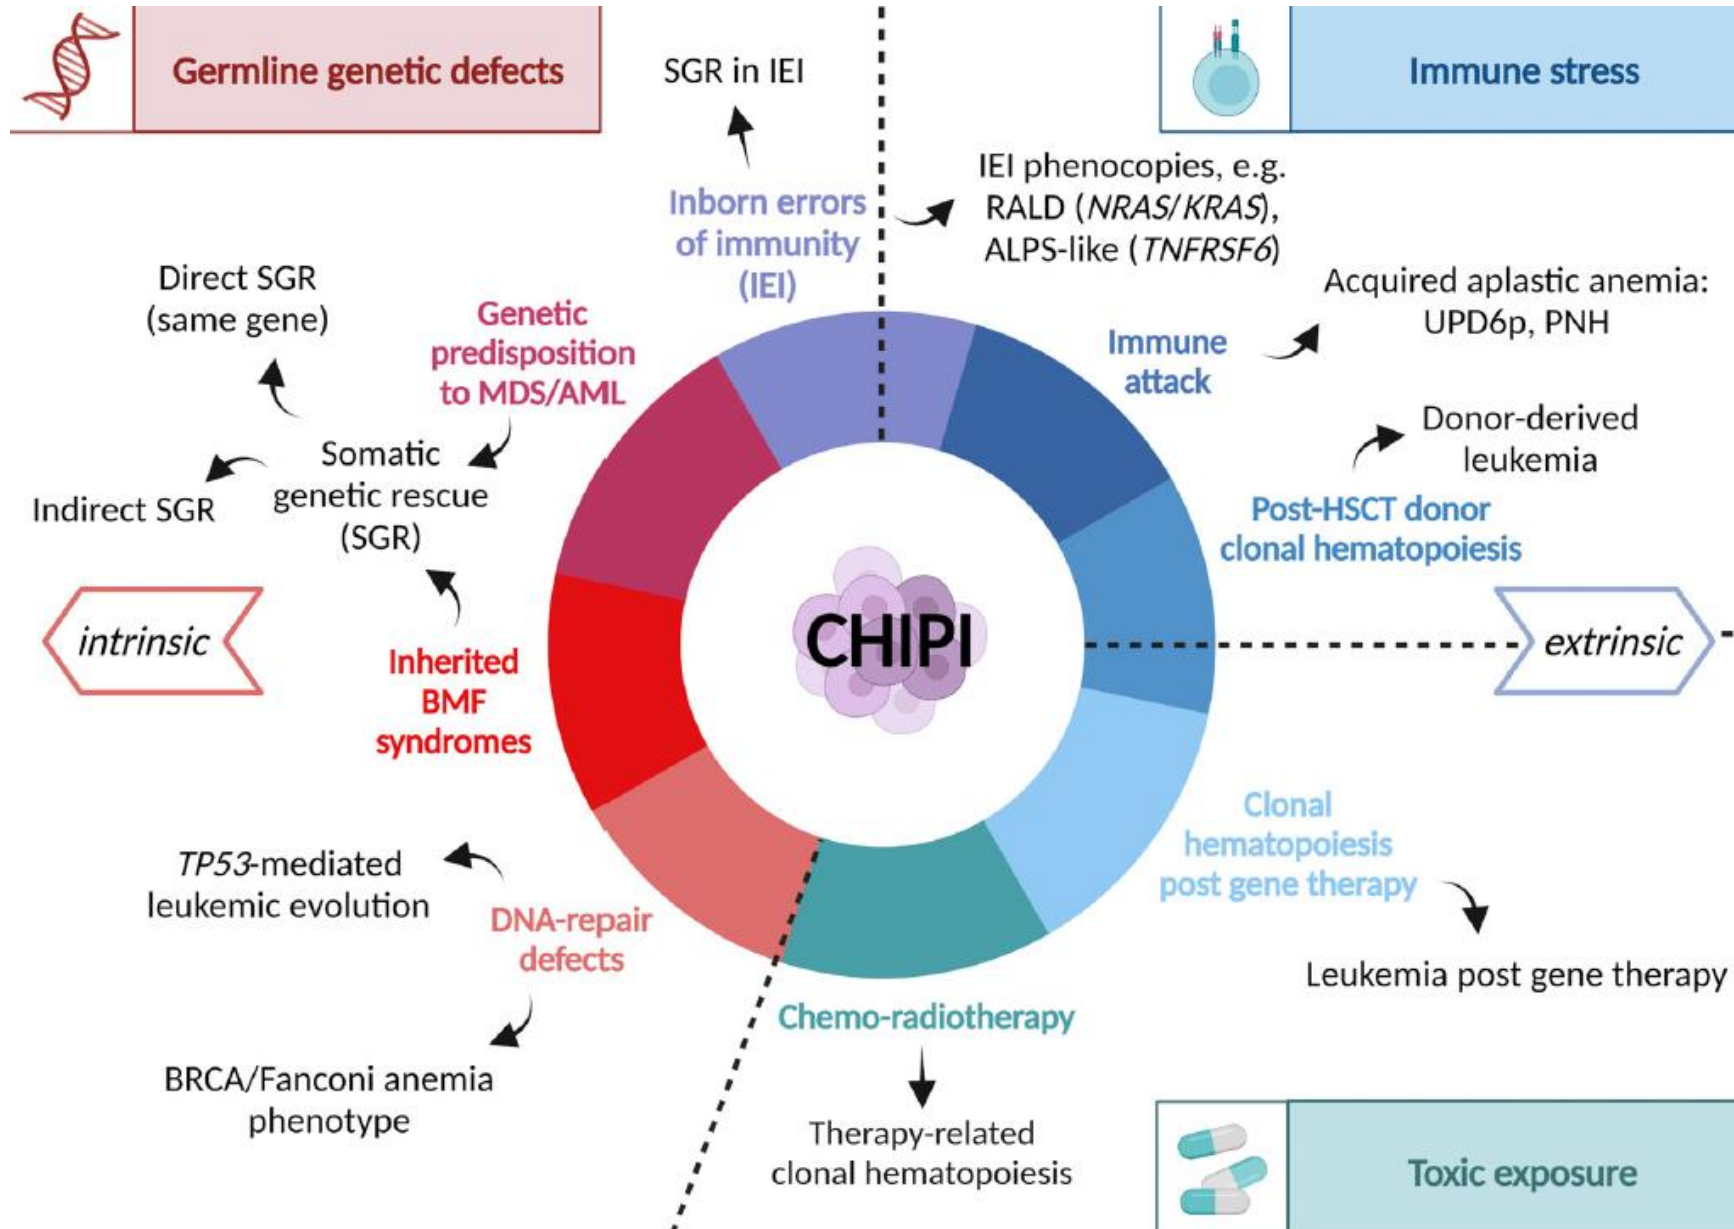 Germline genetic defects
SGR in IEI
Immune stress
IEI phenocopies, e.g.
RALD (NRAS/KRAS),
ALPS-like (TNFRSF6)
Inborn errors
of immunity
(IEI)
Direct SGR
(same gene)
Genetic
predisposition
to MDS/AML
Acquired aplastic anemia:
UPD6p, PNH
Immune
attack
Donor-derived
leukemia
Somatic
genetic rescue
(SGR)
Indirect SGR
Post-HSCT donor
clonal hematopoiesis
intrinsic
CHIPI
extrinsic
Inherited
BMF
syndromes
Clonal
hematopoiesis
post gene therapy
TP53-mediated
leukemic evolution
DNA-repair
defects
Leukemia post gene therapy
Chemo-radiotherapy
BRCA/Fanconi anemia
phenotype
Therapy-related
clonal hematopoiesis
Toxic exposure